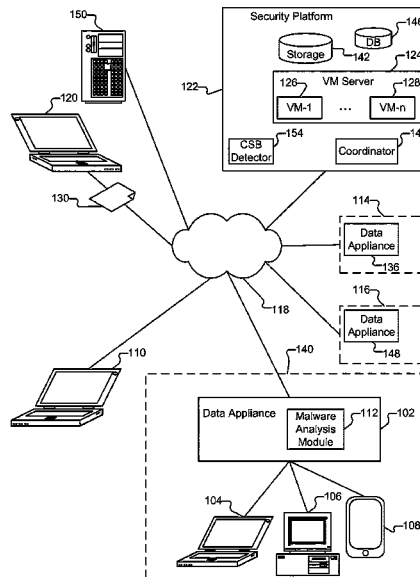 150
Security Platform
146
DB
Storage
142
124
VM Server
126
128
VM-1
...
VM-n
122
120
154
CSB
Detector
Coordinator
130
114
Data
Appliance
136
118
116
Data
Appliance
148
110
140
102
112
Data Appliance
Malware
Analysis
Module
104
106
108